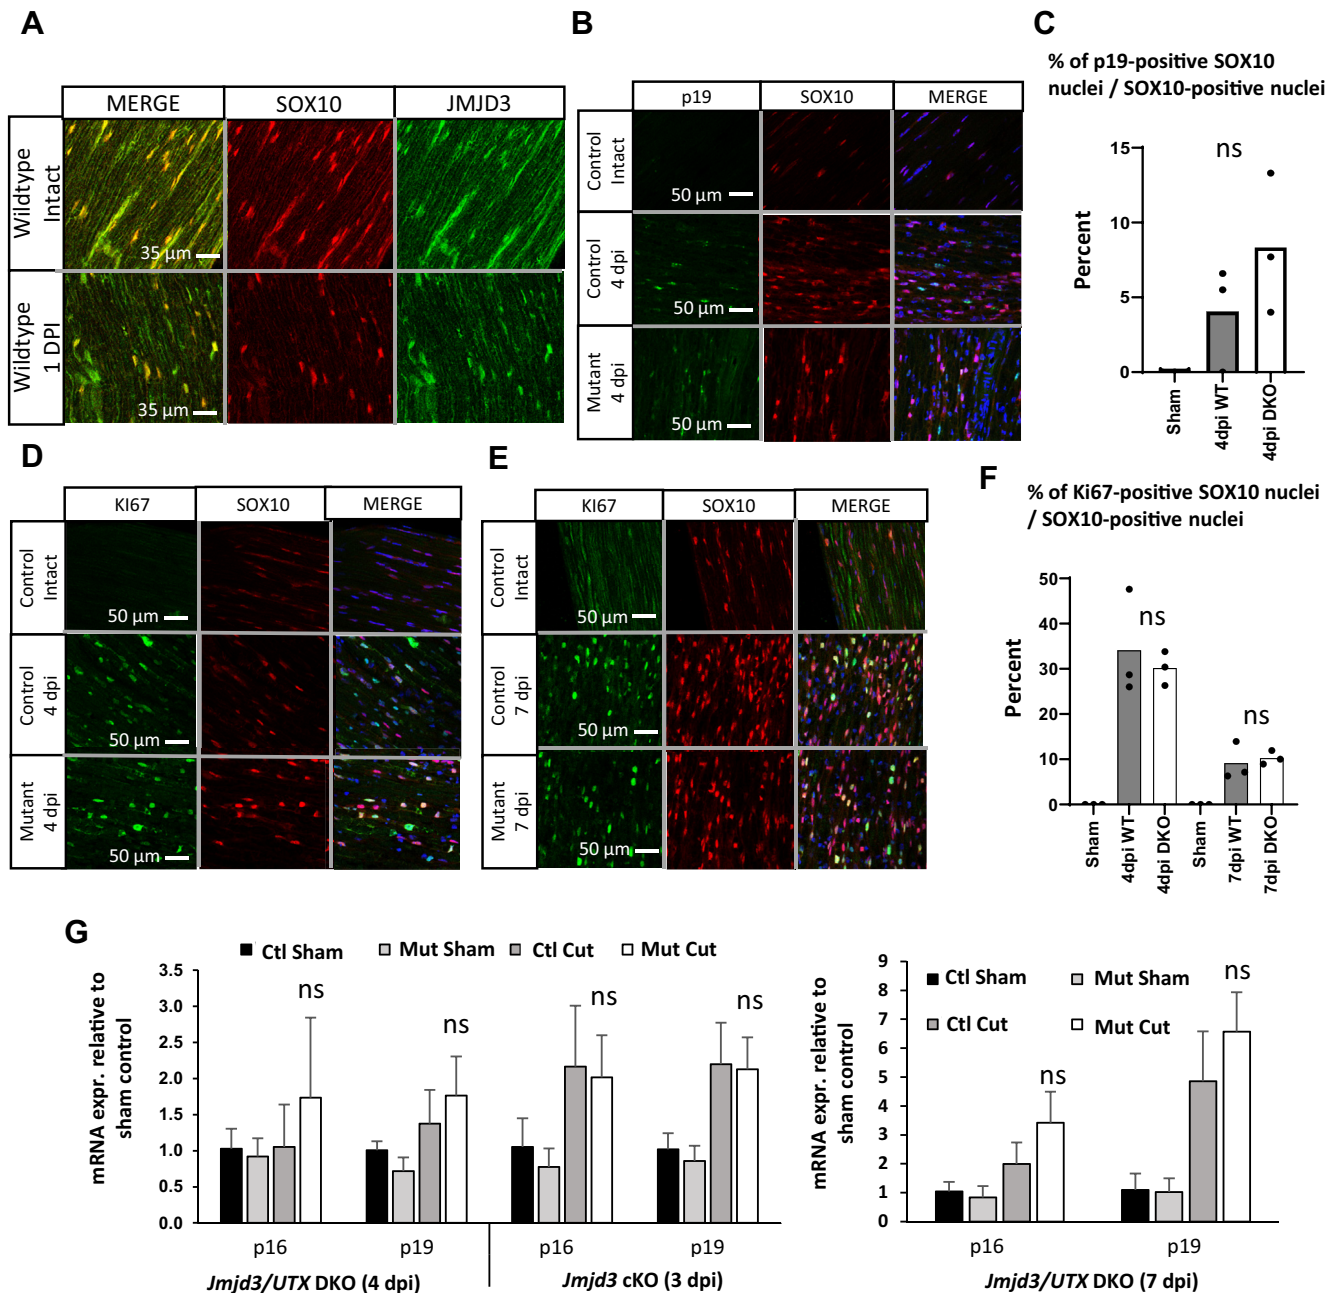 A
MERGE
SOX10
JMJD3
Wildtype
Intact
35 µm
Wildtype
1 DPI
35 µm
B
p19
SOX10
MERGE
Control
Intact
50 µm
Control
4 dpi
50 µm
Mutant
4 dpi
50 µm
C
% of p19-positive SOX10
nuclei / SOX10-positive nuclei
15
10
5
0
Percent
ns
Sham
4dpi WT
4dpi DKO
D
KI67
SOX10
MERGE
Control
Intact
50 µm
Control
4 dpi
50 µm
Mutant
4 dpi
50 µm
E
KI67
SOX10
MERGE
Control
Intact
50 µm
Control
7 dpi
50 µm
Mutant
7 dpi
50 µm
F
% of Ki67-positive SOX10 nuclei
/ SOX10-positive nuclei
50
40
30
20
10
0
Percent
ns
ns
Sham
4dpi WT
4dpi DKO
Sham
7dpi WT
7dpi DKO
G
Ctl Sham
Mut Sham
Ctl Cut
Mut Cut
mRNA expr. relative to
sham control
3.5
3.0
2.5
2.0
1.5
1.0
0.5
0.0
ns
ns
ns
ns
p16
p19
p16
p19
Jmjd3/UTX DKO (4 dpi)
Jmjd3 cKO (3 dpi)
mRNA expr. relative to
sham control
9
8
7
6
5
4
3
2
1
0
Ctl Sham
Mut Sham
Ctl Cut
Mut Cut
ns
ns
p16
p19
Jmjd3/UTX DKO (7 dpi)